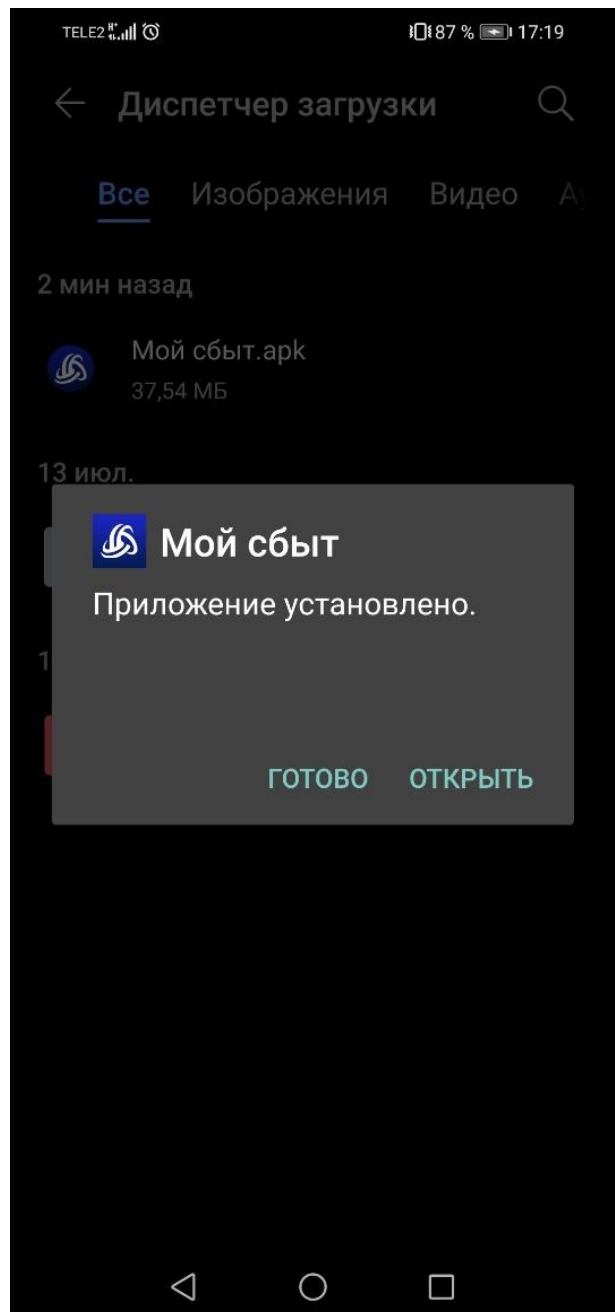 TELE2 87 % 17:19
Диспетчер загрузки
Все Изображения Видео
2 мин назад
Мой сбыт.apk
37,54 МБ
13 июл.
Мой сбыт
Приложение установлено.
1
ГОТОВО ОТКРЫТЬ